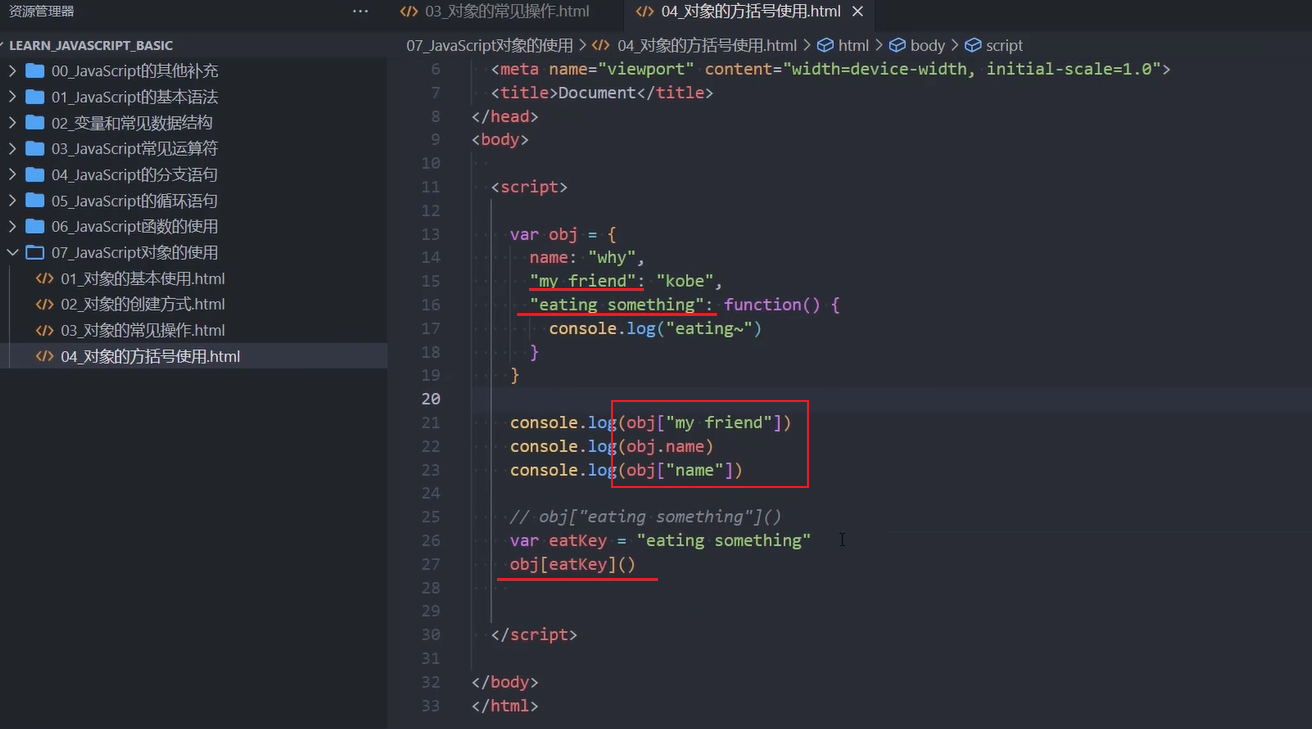 资源管理器 ···
03_对象的常见操作.html 04_对象的方括号使用.html
LEARN_JAVASCRIPT_BASIC
00_JavaScript的其他补充
01_JavaScript的基本语法
02_变量和常见数据结构
03_JavaScript常见运算符
04_JavaScript的分支语句
05_JavaScript的循环语句
06_JavaScript函数的使用
07_JavaScript对象的使用
01_对象的基本使用.html
02_对象的创建方式.html
03_对象的常见操作.html
04_对象的方括号使用.html
07_JavaScript对象的使用 > 04_对象的方括号使用.html > html > body > script
6 <meta name="viewport" content="width=device-width, initial-scale=1.0">
7 <title>Document</title>
8 </head>
9 <body>
10
11 <script>
12
13 var obj = {
14 name: "why",
15 "my friend": "kobe",
16 "eating something": function() {
17 console.log("eating~")
18 }
19 }
20
21 console.log(obj["my friend"])
22 console.log(obj.name)
23 console.log(obj["name"])
24
25 // obj["eating something"]()
26 var eatKey = "eating something"
27 obj[eatKey]()
28
29
30 </script>
31
32 </body>
33 </html>